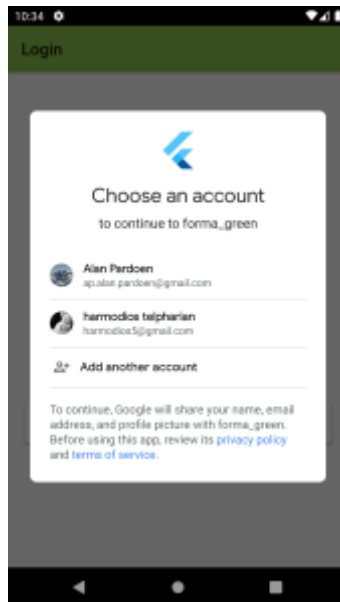 10:34
Login
Choose an account
to continue to forma_green
Alan Pardoen
ap.alan.pardoen@gmail.com
harmodios telpharian
harmodios5@gmail.com
Add another account
To continue, Google will share your name, email
address, and profile picture with forma_green.
Before using this app, review its privacy policy
and terms of service.